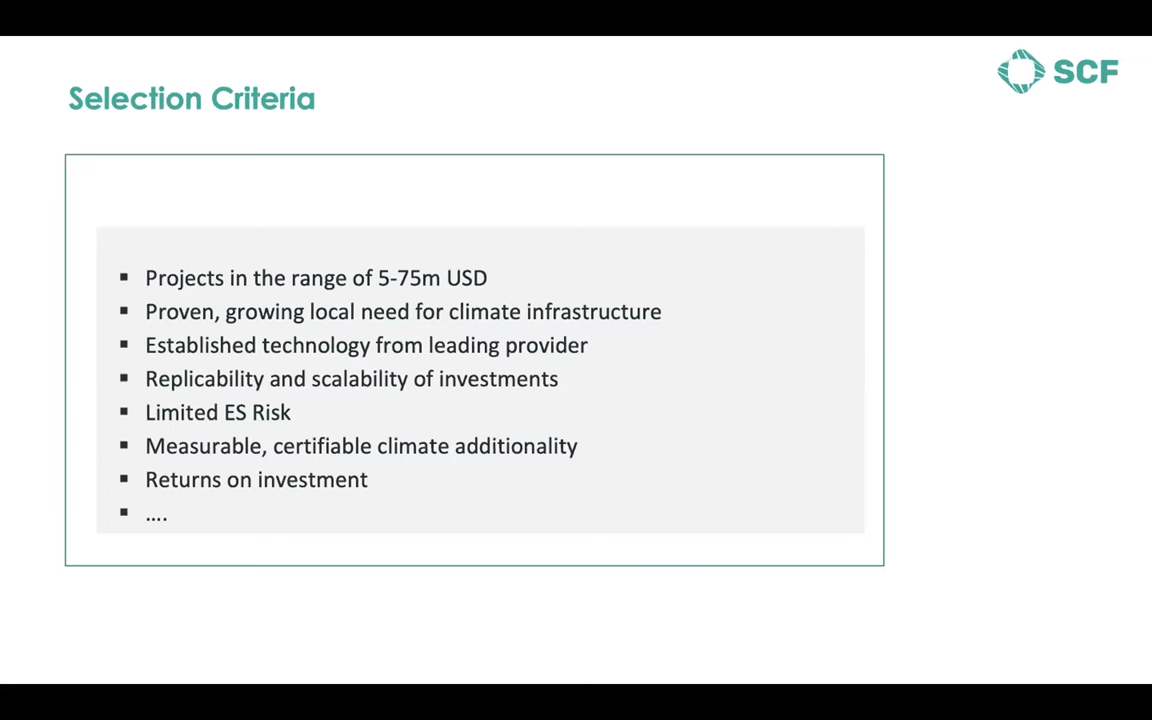 SCF
Selection Criteria
▪ Projects in the range of 5-75m USD
▪ Proven, growing local need for climate infrastructure
▪ Established technology from leading provider
▪ Replicability and scalability of investments
▪ Limited ES Risk
▪ Measurable, certifiable climate additionality
▪ Returns on investment
▪ ....